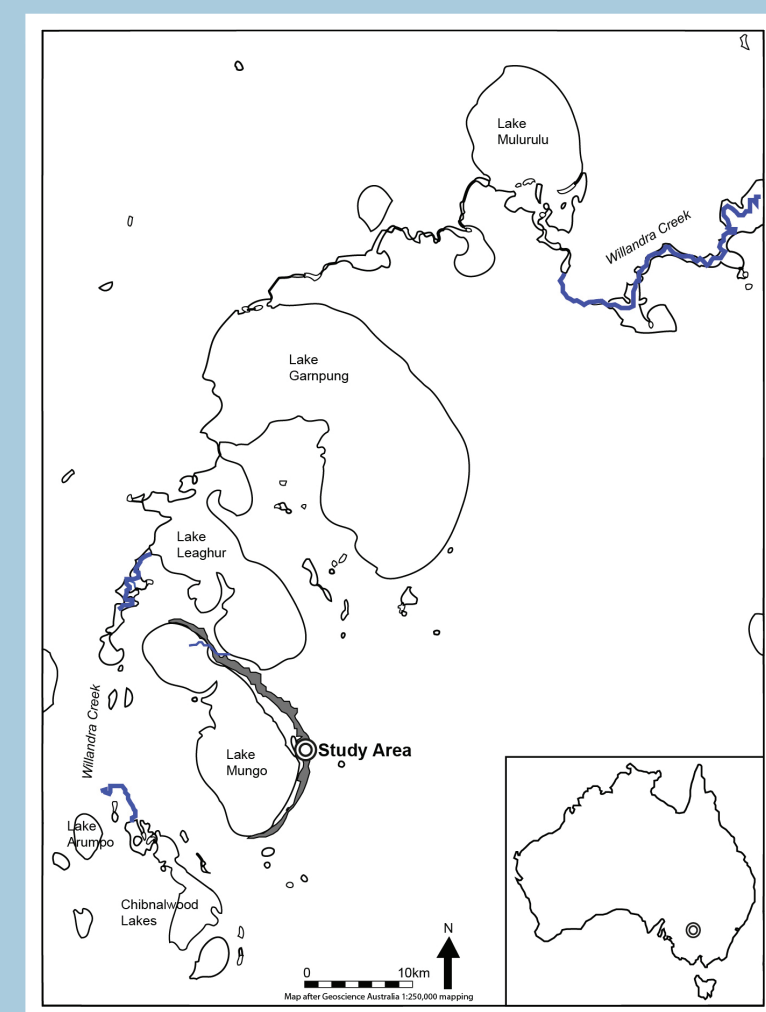 Lake
Mulurulu
Willandra Creek
Lake
Garnpung
Lake
Leaghur
Willandra Creek
Study Area
Lake
Mungo
Lake
Arumpo
Chibnalwood
Lakes
N
0 10km
Map after Geoscience Australia 1:250,000 mapping